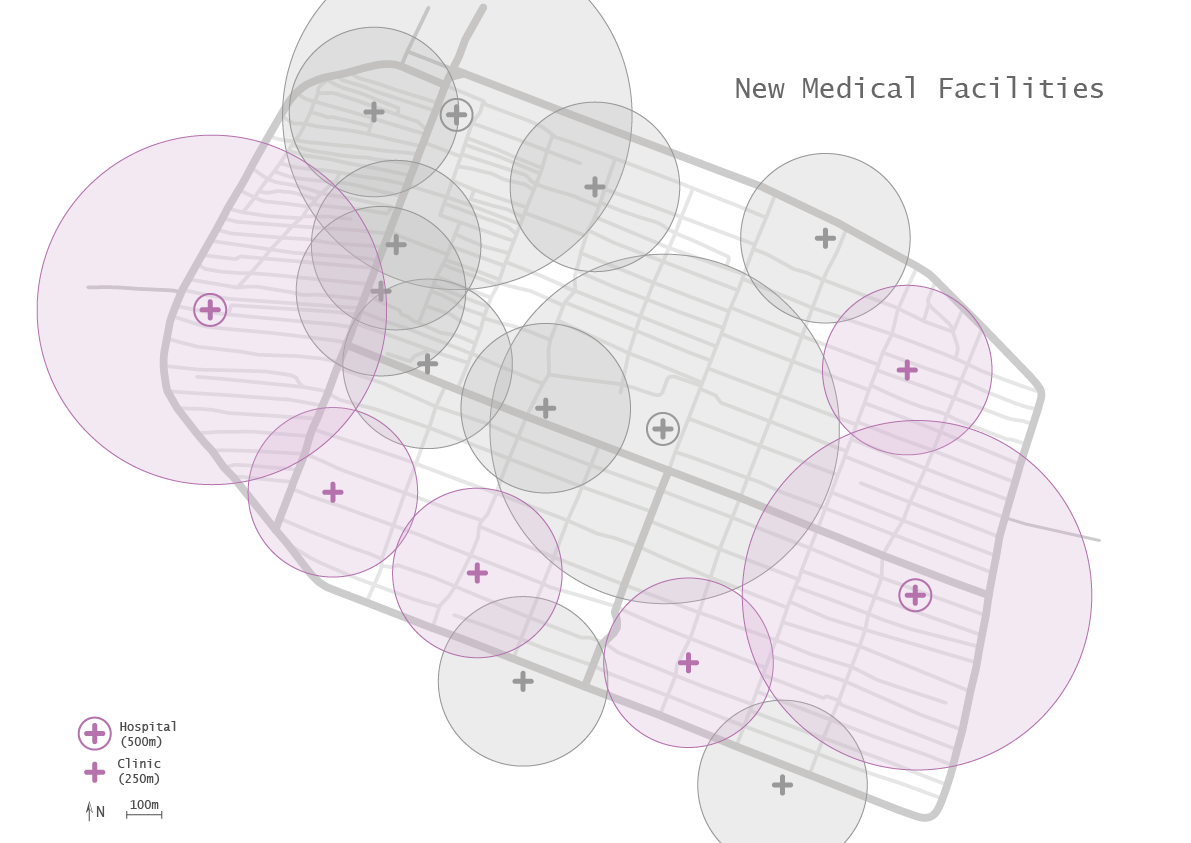 New Medical Facilities
Hospital
(500m)
Clinic
(250m)
N
100m